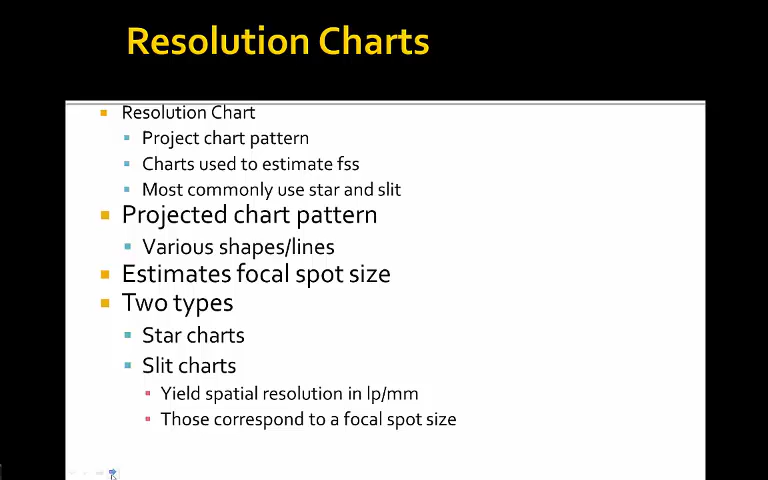 Resolution Charts
Resolution Chart
Project chart pattern
Charts used to estimate fss
Most commonly use star and slit
Projected chart pattern
Various shapes/lines
Estimates focal spot size
Two types
Star charts
Slit charts
Yield spatial resolution in lp/mm
Those correspond to a focal spot size